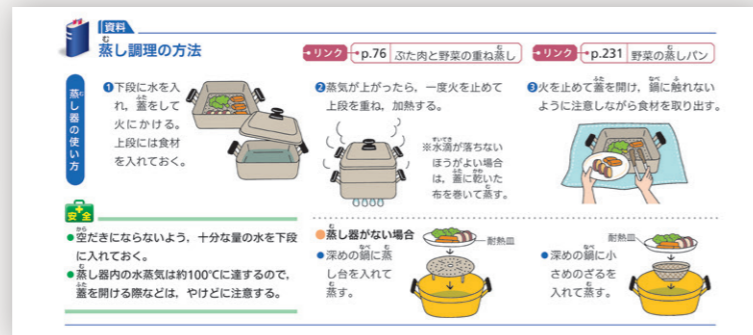 資料
蒸し調理の方法
リンク p.76 ぶた肉と野菜の重ね蒸し
リンク p.231 野菜の蒸しパン
蒸し器の使い方
❶下段に水を入
れ，蓋をして
火にかける。
上段には食材
を入れておく。
❷蒸気が上がったら，一度火を止めて
上段を重ね，加熱する。
※水滴が落ちない
ほうがよい場合
は，蓋に乾いた
布を巻いて蒸す。
❸火を止めて蓋を開け，鍋に触れない
ように注意しながら食材を取り出す。
安全
●空だきにならないよう，十分な量の水を下段
に入れておく。
●蒸し器内の水蒸気は約100℃に達するので，
蓋を開ける際などは，やけどに注意する。
●蒸し器がない場合
●深めの鍋に蒸
し台を入れて
蒸す。
耐熱皿
●深めの鍋に小
さめのざるを
入れて蒸す。
耐熱皿